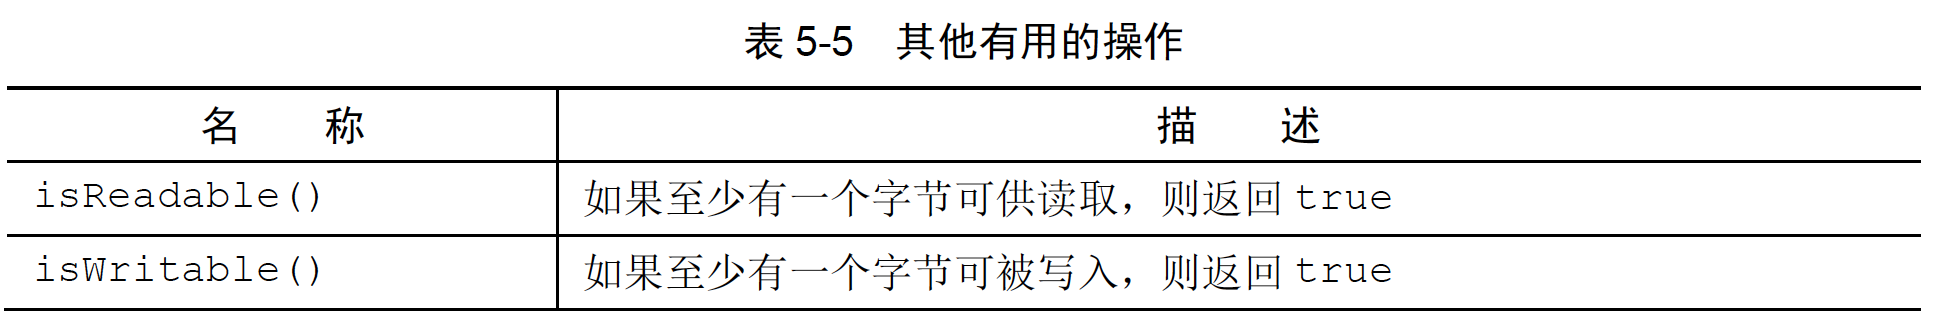 表 5-5 其他有用的操作
名 称 描 述
isReadable() 如果至少有一个字节可供读取，则返回 true
isWritable() 如果至少有一个字节可被写入，则返回 true